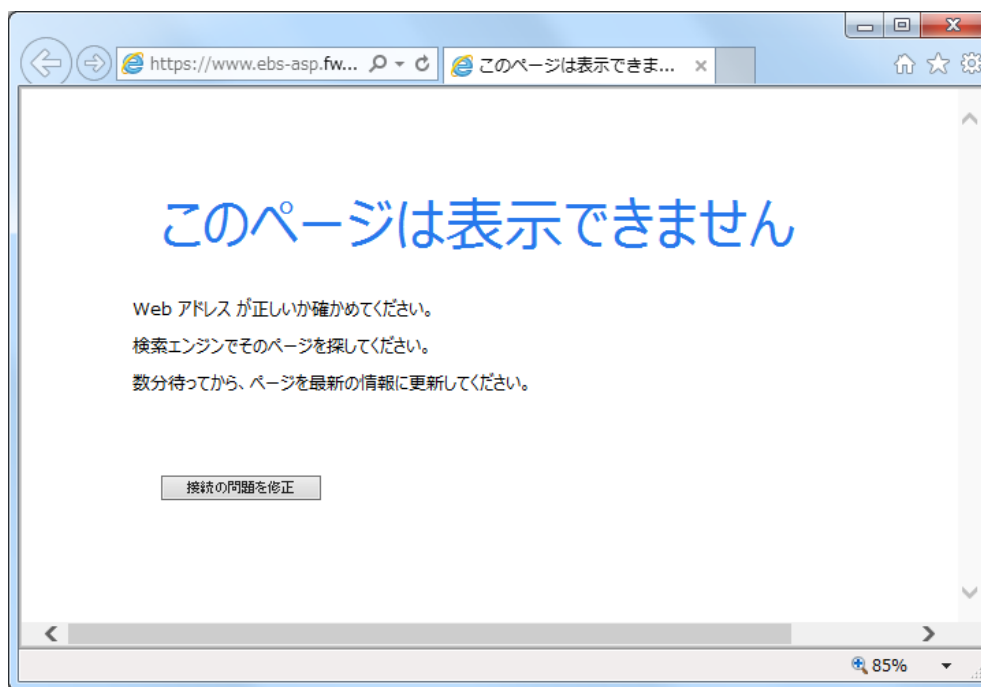 https://www.ebs-asp.fw...
このページは表示できま...
このページは表示できません
Web アドレス が正しいか確かめてください。
検索エンジンでそのページを探してください。
数分待ってから、ページを最新の情報に更新してください。
接続の問題を修正
85%